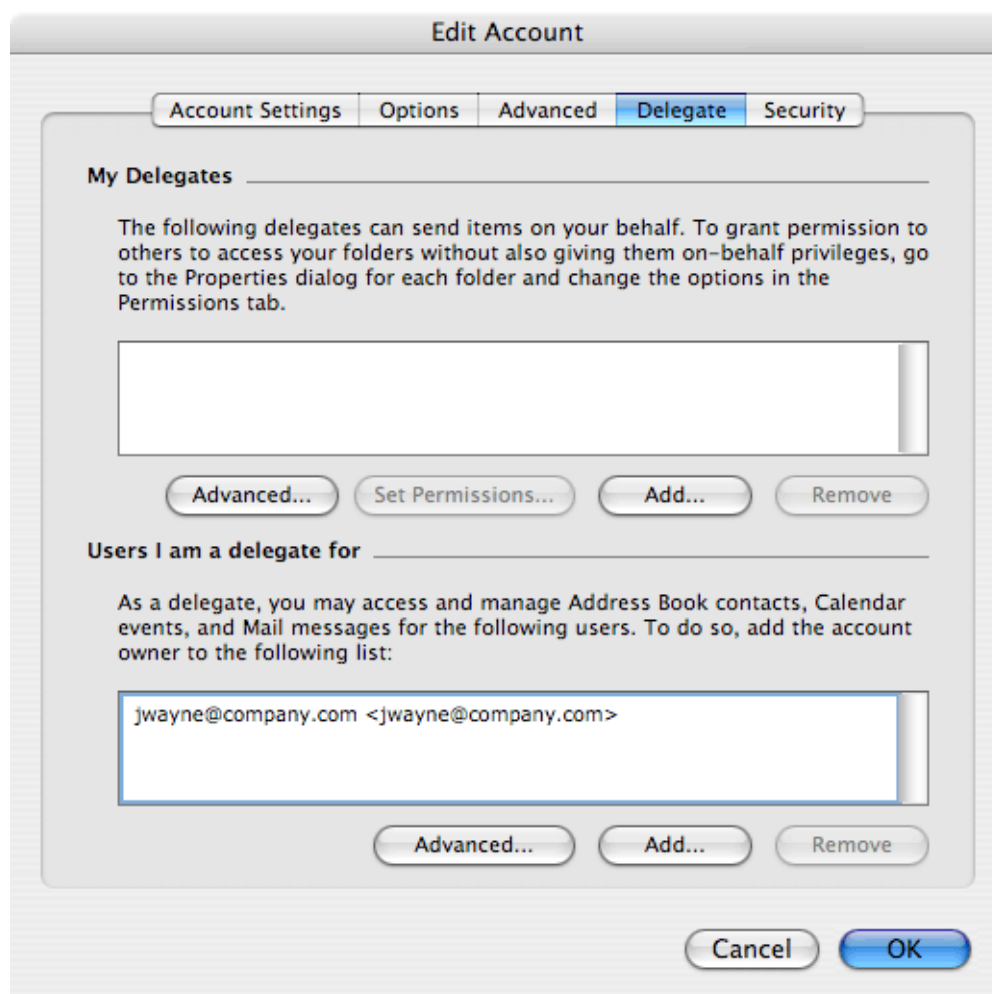 Edit Account
Account Settings Options Advanced Delegate Security
My Delegates
The following delegates can send items on your behalf. To grant permission to
others to access your folders without also giving them on-behalf privileges, go
to the Properties dialog for each folder and change the options in the
Permissions tab.
Advanced... Set Permissions... Add... Remove
Users I am a delegate for
As a delegate, you may access and manage Address Book contacts, Calendar
events, and Mail messages for the following users. To do so, add the account
owner to the following list:
jwayne@company.com <jwayne@company.com>
Advanced... Add... Remove
Cancel OK